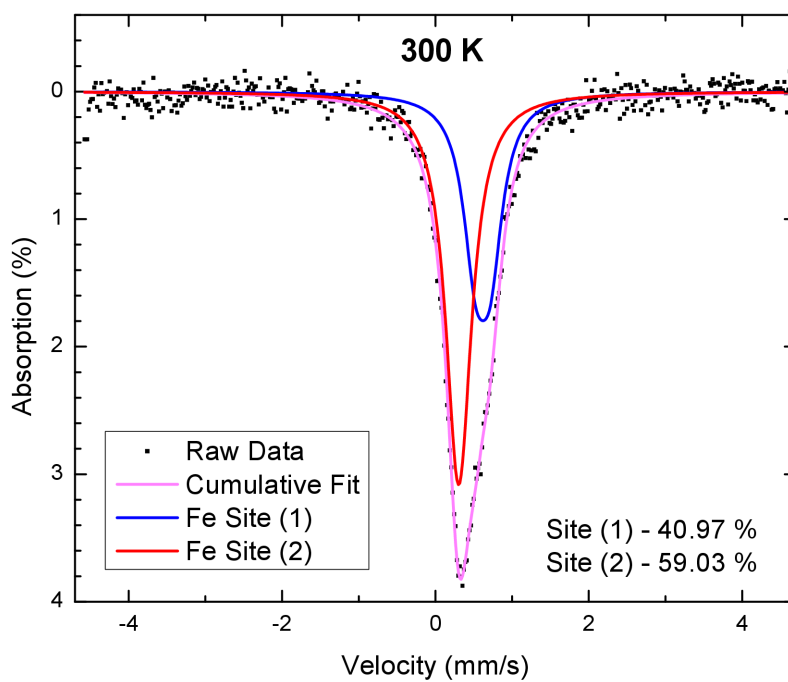 300 K
0
1
2
3
4
Absorption (%)
Raw Data
Cumulative Fit
Fe Site (1)
Fe Site (2)
Site (1) - 40.97 %
Site (2) - 59.03 %
-4 -2 0 2 4
Velocity (mm/s)